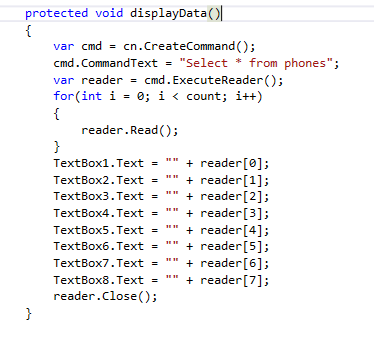 protected void displayData()
{
var cmd = cn.CreateCommand();
cmd.CommandText = "Select * from phones";
var reader = cmd.ExecuteReader();
for(int i = 0; i < count; i++)
{
reader.Read();
}
TextBox1.Text = "" + reader[0];
TextBox2.Text = "" + reader[1];
TextBox3.Text = "" + reader[2];
TextBox4.Text = "" + reader[3];
TextBox5.Text = "" + reader[4];
TextBox6.Text = "" + reader[5];
TextBox7.Text = "" + reader[6];
TextBox8.Text = "" + reader[7];
reader.Close();
}